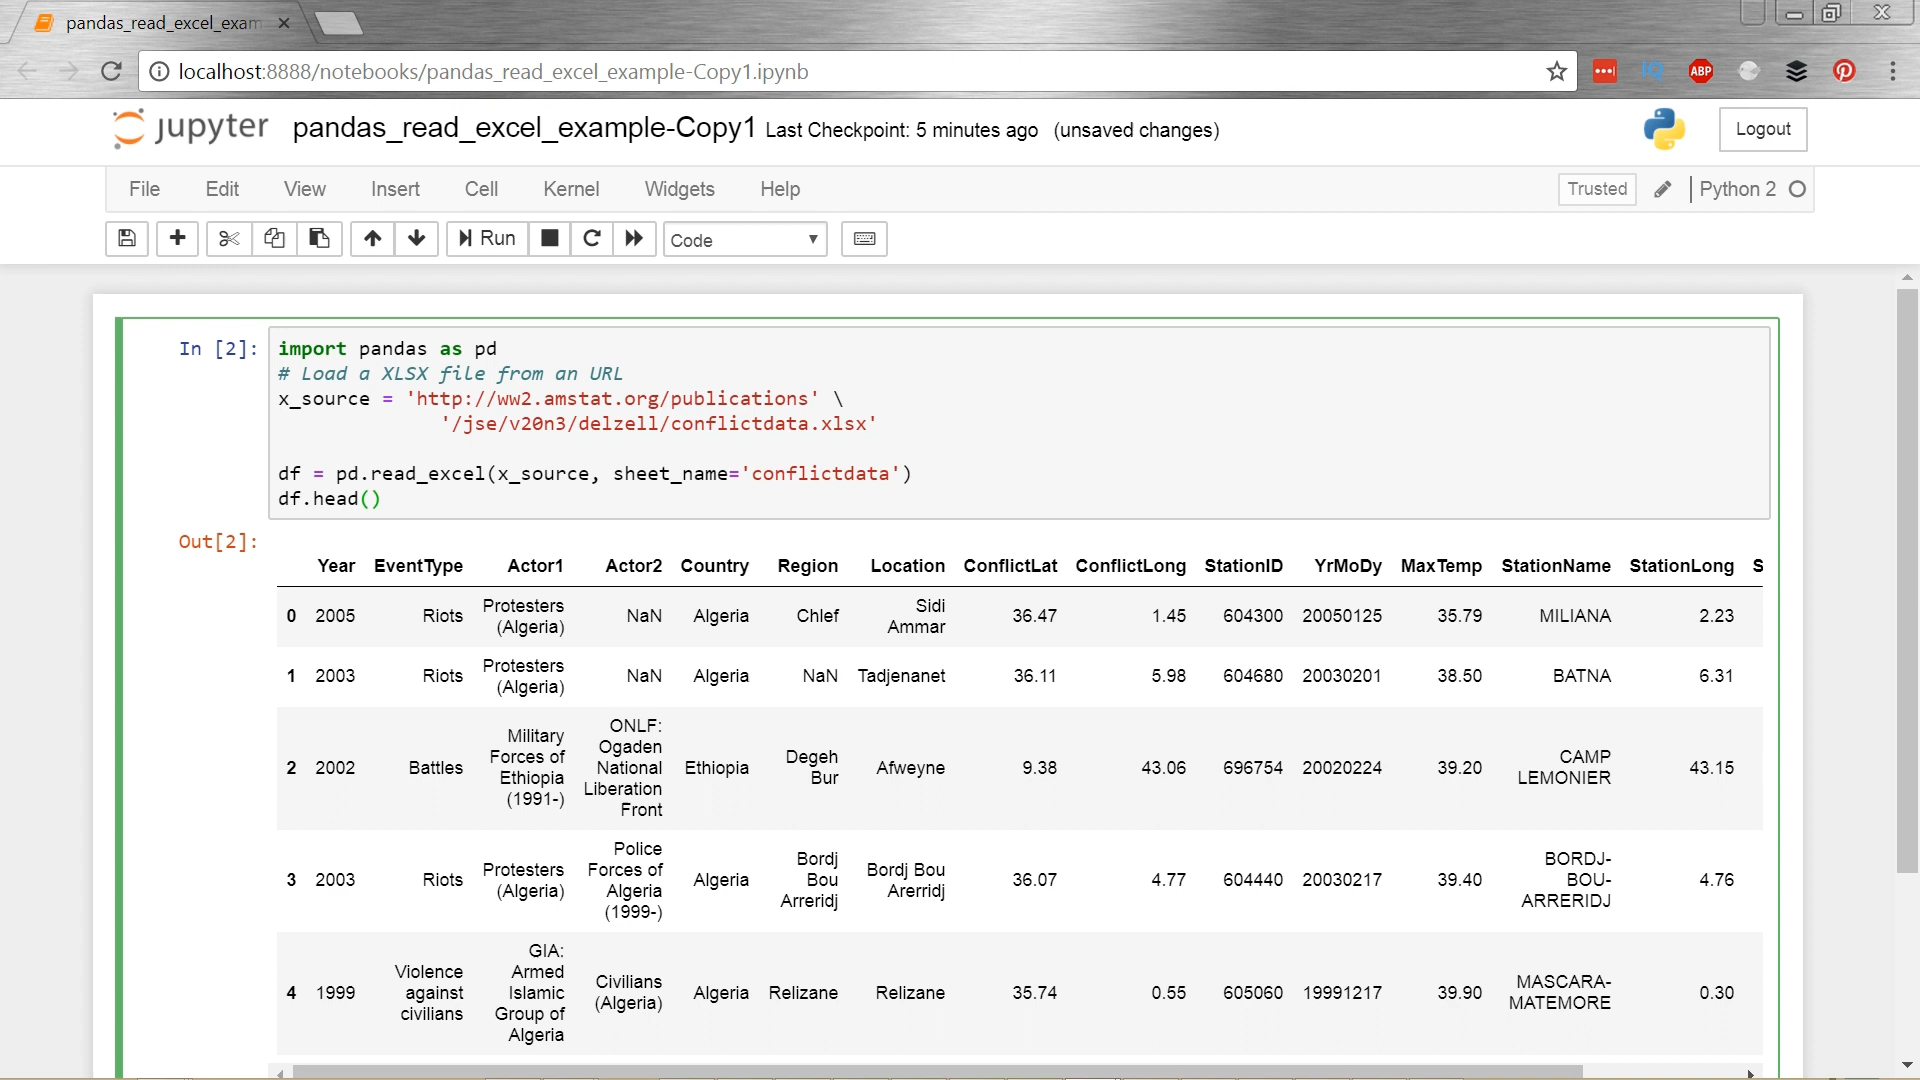 pandas_read_excel_exam
localhost:8888/notebooks/pandas_read_excel_example-Copy1.ipynb
IQ ABP
jupyter pandas_read_excel_example-Copy1 Last Checkpoint: 5 minutes ago (unsaved changes) Logout
File Edit View Insert Cell Kernel Widgets Help Trusted Python 2
Run Code
In [2]: import pandas as pd
# Load a XLSX file from an URL
x_source = 'http://ww2.amstat.org/publications' \
'/jse/v20n3/delzell/conflictdata.xlsx'
df = pd.read_excel(x_source, sheet_name='conflictdata')
df.head()
Out[2]:
Year EventType Actor1 Actor2 Country Region Location ConflictLat ConflictLong StationID YrMoDy MaxTemp StationName StationLong S
0 2005 Riots Protesters (Algeria) NaN Algeria Chlef Sidi Ammar 36.47 1.45 604300 20050125 35.79 MILIANA 2.23
1 2003 Riots Protesters (Algeria) NaN Algeria NaN Tadjenanet 36.11 5.98 604680 20030201 38.50 BATNA 6.31
2 2002 Battles Military Forces of Ethiopia (1991-) ONLF: Ogaden National Liberation Front Ethiopia Degeh Bur Afweyne 9.38 43.06 696754 20020224 39.20 CAMP LEMONIER 43.15
3 2003 Riots Protesters (Algeria) Police Forces of Algeria (1999-) Algeria Bordj Bou Arreridj Bordj Bou Arerridj 36.07 4.77 604440 20030217 39.40 BORDJ-BOU-ARRERIDJ 4.76
4 1999 Violence against civilians GIA: Armed Islamic Group of Algeria Civilians (Algeria) Algeria Relizane Relizane 35.74 0.55 605060 19991217 39.90 MASCARA-MATEMORE 0.30